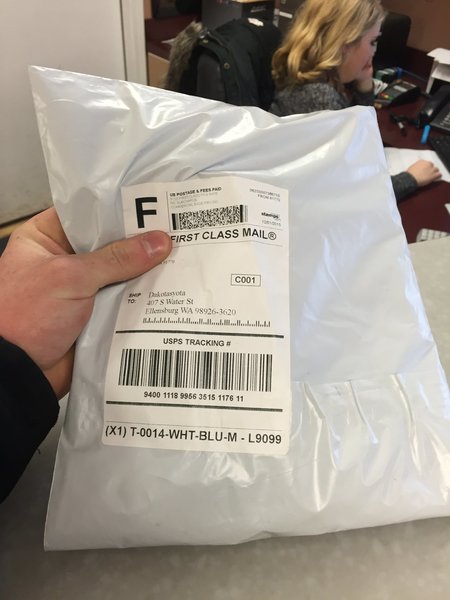 F
US POSTAGE & FEES PAID
stamps
FIRST CLASS MAIL®
C001
SHIP TO:
Dakotasvota
407 S Water St
Ellensburg WA 98926-3620
USPS TRACKING #
9400 1118 9956 3515 1176 11
(X1) T-0014-WHT-BLU-M - L9099